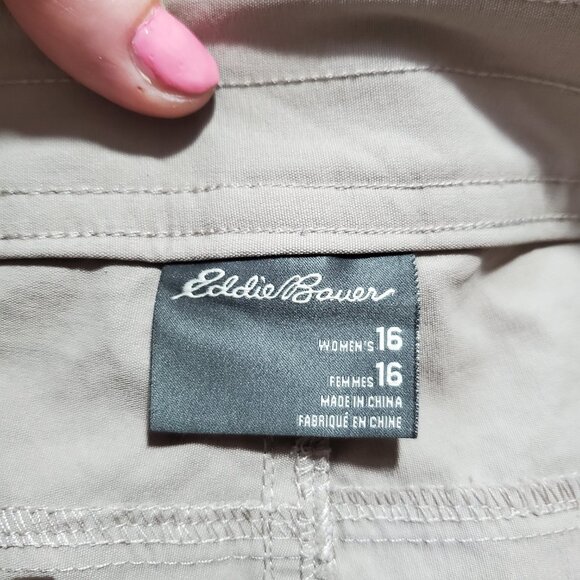 Eddie Bauer
WOMEN'S 16
FEMMES 16
MADE IN CHINA
FABRIQUÉ EN CHINE